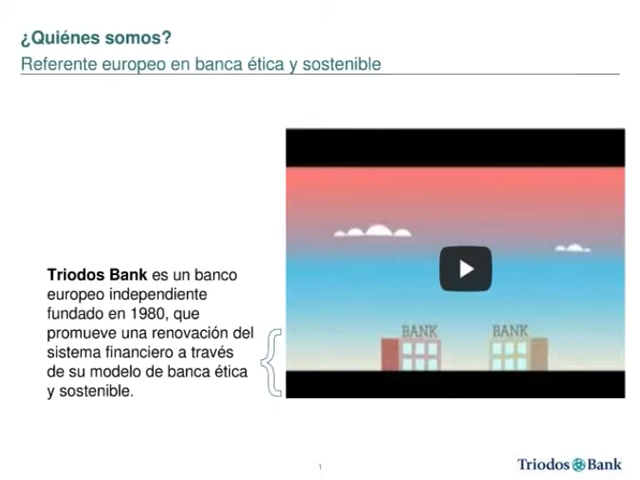 ¿Quiénes somos?
Referente europeo en banca ética y sostenible
BANK BANK
Triodos Bank es un banco
europeo independiente
fundado en 1980, que
promueve una renovación del
sistema financiero a través
de su modelo de banca ética
y sostenible.
1
Triodos Bank